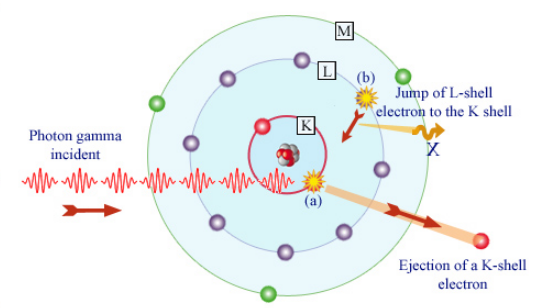 M
L
(b)
Jump of L-shell
electron to the K shell
K
Photon gamma
incident
X
(a)
Ejection of a K-shell
electron